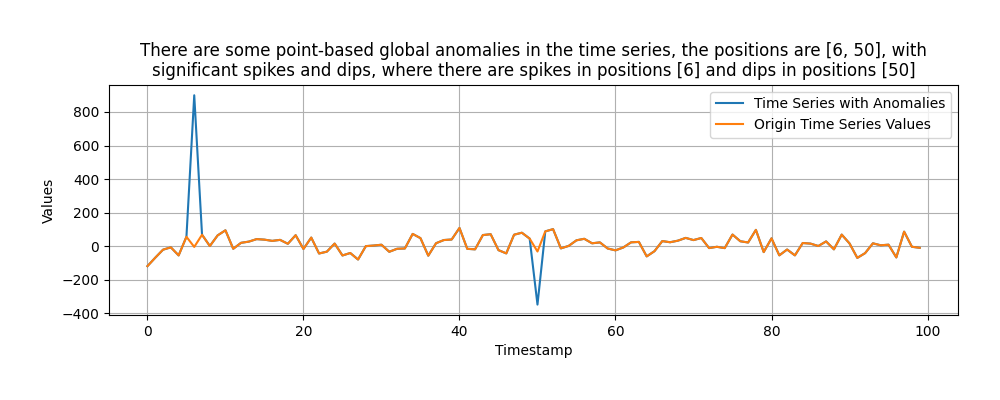 There are some point-based global anomalies in the time series, the positions are [6, 50], with
significant spikes and dips, where there are spikes in positions [6] and dips in positions [50]
Time Series with Anomalies
Origin Time Series Values
Values
800
600
400
200
0
−200
−400
0 20 40 60 80 100
Timestamp